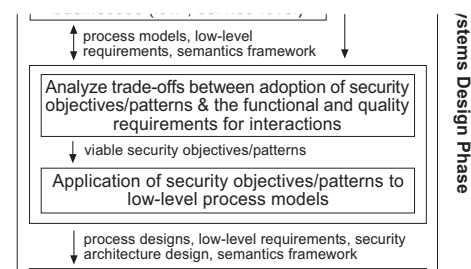 process models, low-level
requirements, semantics framework
Analyze trade-offs between adoption of security
objectives/patterns & the functional and quality
requirements for interactions
viable security objectives/patterns
Application of security objectives/patterns to
low-level process models
process designs, low-level requirements, security
architecture design, semantics framework
ystems Design Phase